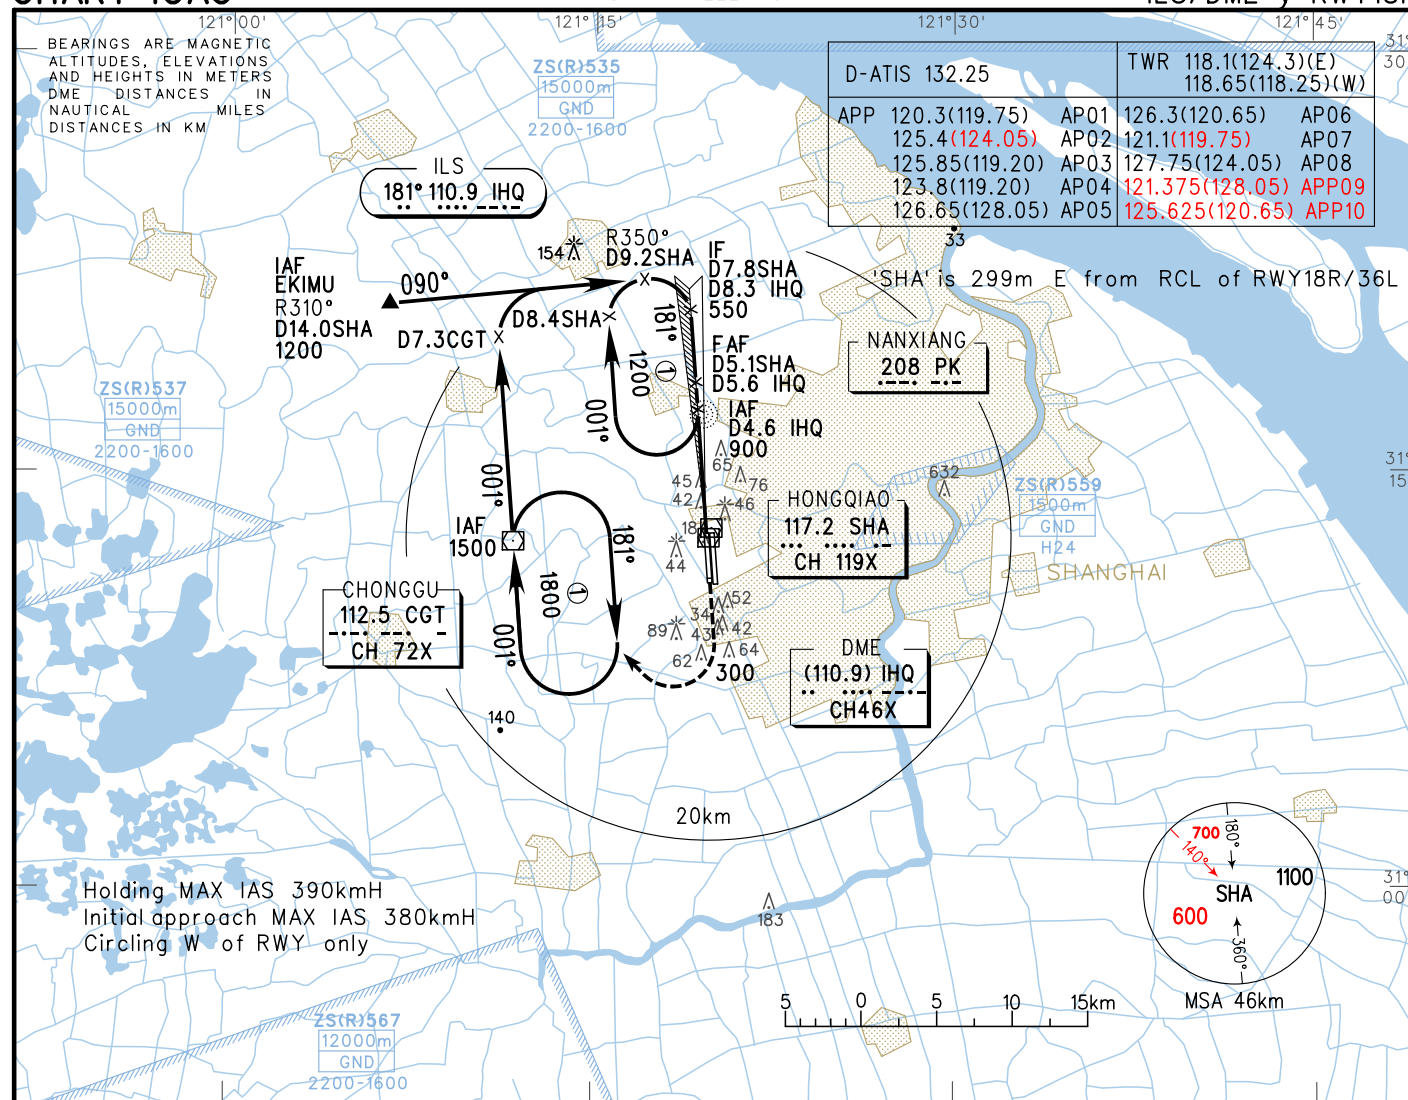 121°00'
121°15'
121°30'
121°45'
BEARINGS ARE MAGNETIC
ALTITUDES, ELEVATIONS
AND HEIGHTS IN METERS
DME DISTANCES IN
NAUTICAL MILES
DISTANCES IN KM
ZS(R)535
15000m
GND
2200-1600
D-ATIS 132.25
TWR 118.1(124.3)(E)
118.65(118.25)(W)
APP 120.3(119.75) AP01 126.3(120.65) AP06
125.4(124.05) AP02 121.1(119.75) AP07
125.85(119.20) AP03 127.75(124.05) AP08
123.8(119.20) AP04 121.375(128.05) APP09
126.65(128.05) AP05 125.625(120.65) APP10
33
ILS
181° 110.9 IHQ
154
R350°
D9.2SHA
IF
D7.8SHA
D8.3 IHQ
550
'SHA' is 299m E from RCL of RWY18R/36L
IAF
EKIMU
R310°
D14.0SHA
1200
090°
D7.3CGT
D8.4SHA
181°
1200
①
001°
FAF
D5.1SHA
D5.6 IHQ
IAF
D4.6 IHQ
900
NANXIANG
208 PK
ZS(R)537
15000m
GND
2200-1600
65
76
45
42
46
18
44
632
ZS(R)559
1500m
GND
H24
SHANGHAI
HONGQIAO
117.2 SHA
CH 119X
001°
IAF
1500
181°
1800
①
001°
CHONGGU
112.5 CGT
CH 72X
52
34
42
43
89
62
64
300
DME
(110.9) IHQ
CH46X
140
20km
Holding MAX IAS 390kmH
Initial approach MAX IAS 380kmH
Circling W of RWY only
183
700
140°
180°
1100
SHA
600
360°
MSA 46km
5 0 5 10 15km
ZS(R)567
12000m
GND
2200-1600